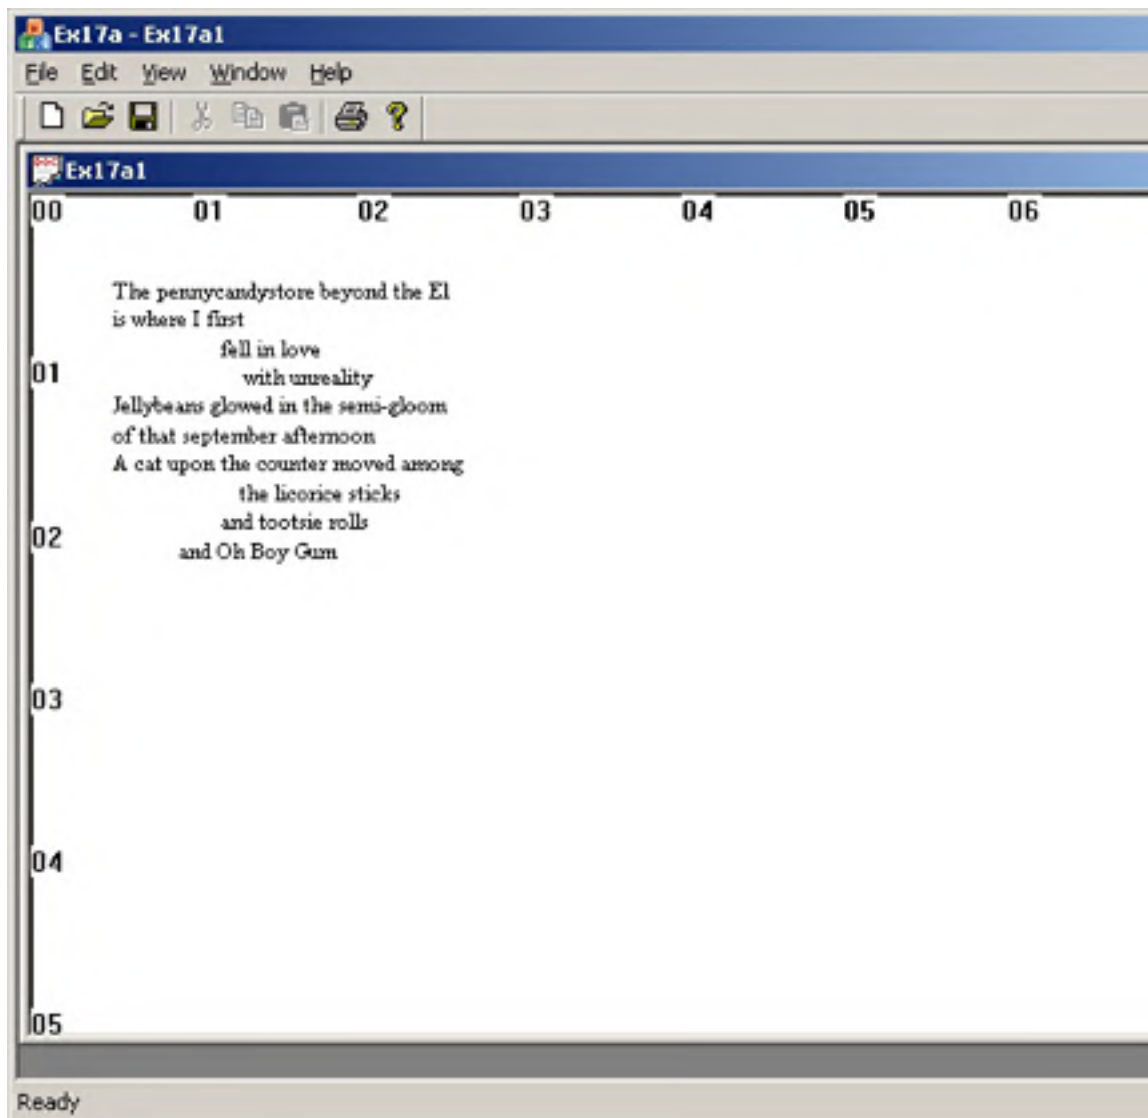 Ex17a - Ex17a1
File Edit View Window Help
Ex17a1
00 01 02 03 04 05 06
The pennycandystore beyond the El
is where I first
fell in love
01
with unreality
Jellybeans glowed in the semi-gloom
of that september afternoon
A cat upon the counter moved among
the licorice sticks
and tootsie rolls
02
and Oh Boy Gum
03
04
05
Ready